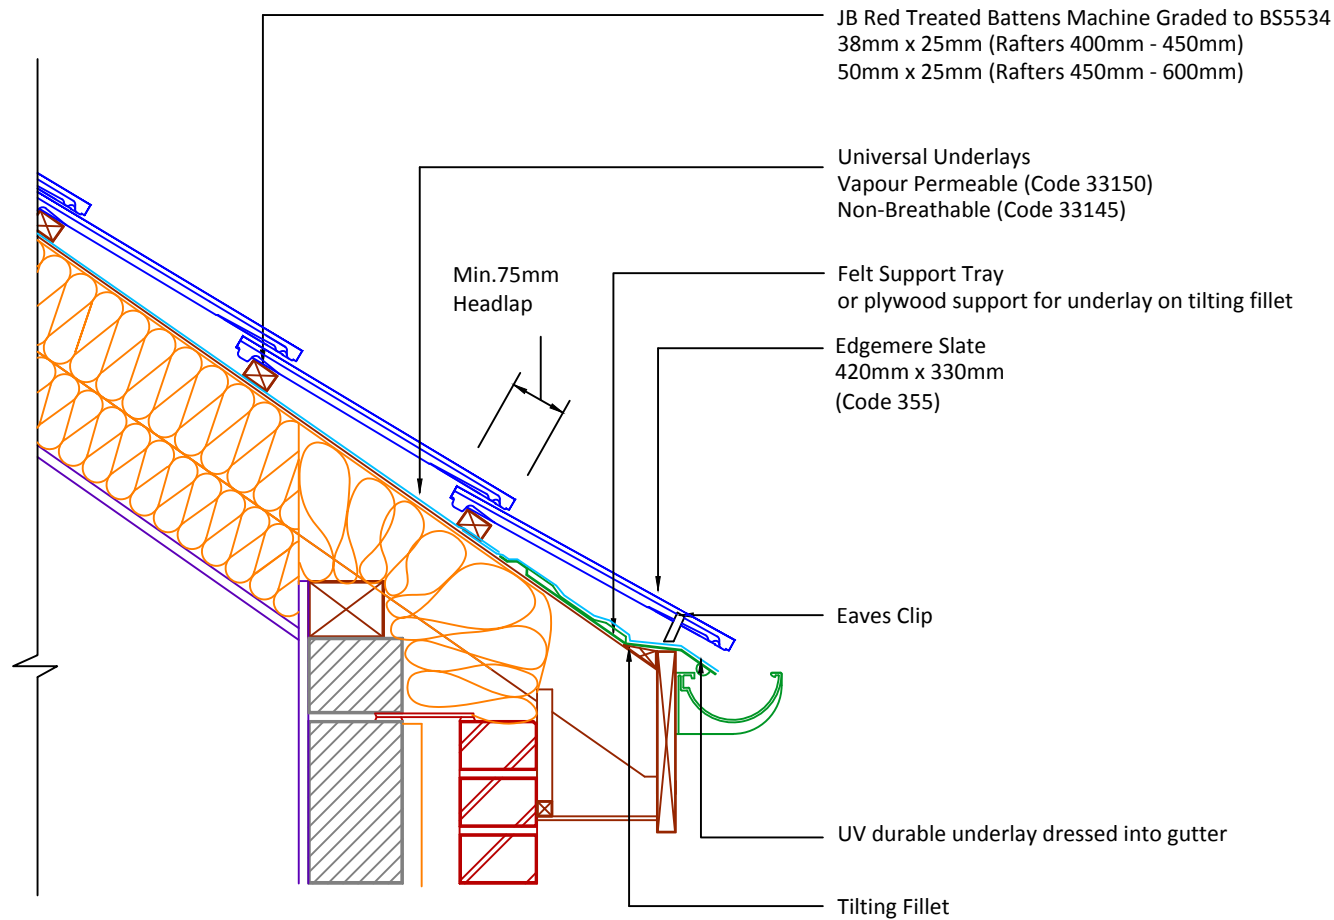 JB Red Treated Battens Machine Graded to BS5534
38mm x 25mm (Rafters 400mm - 450mm)
50mm x 25mm (Rafters 450mm - 600mm)
Universal Underlays
Vapour Permeable (Code 33150)
Non-Breathable (Code 33145)
Min.75mm
Headlap
Felt Support Tray
or plywood support for underlay on tilting fillet
Edgemere Slate
420mm x 330mm
(Code 355)
Eaves Clip
UV durable underlay dressed into gutter
Tilting Fillet